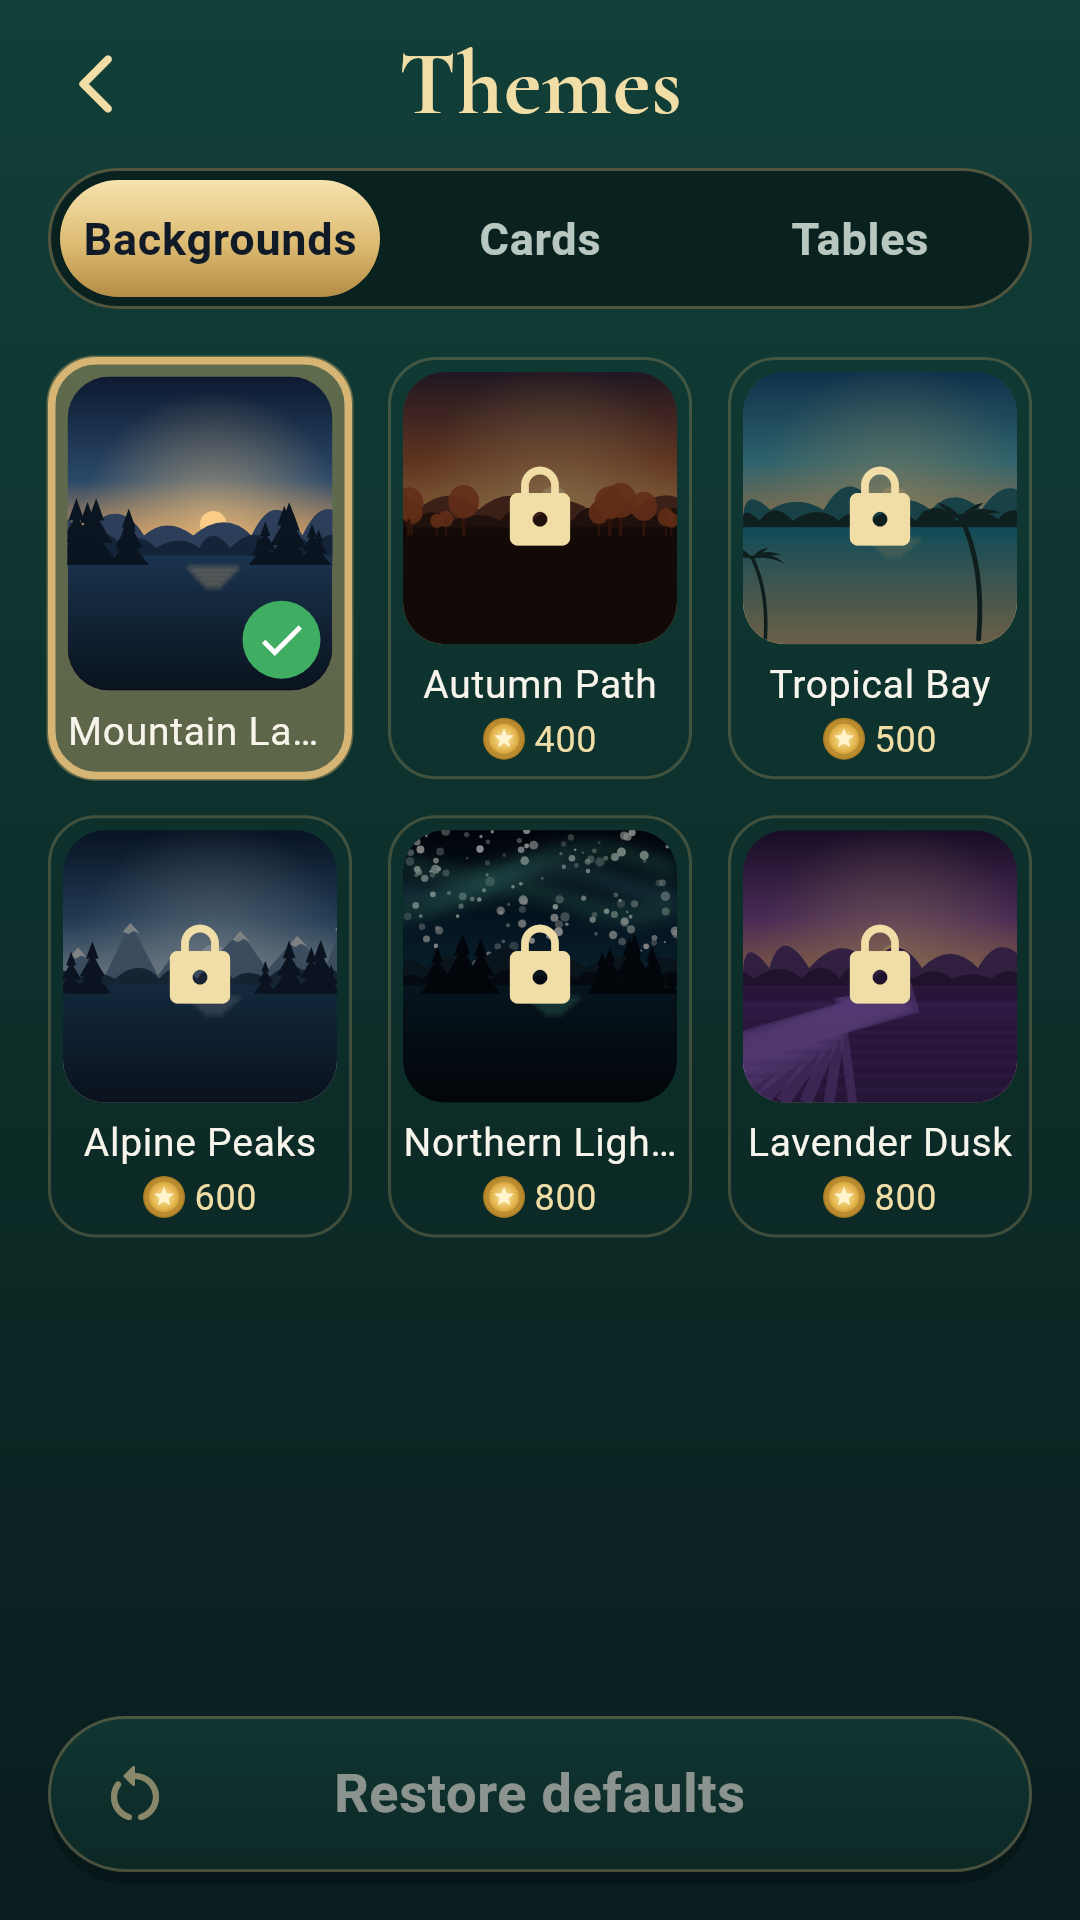 Themes
Backgrounds Cards Tables
Mountain La...
Autumn Path
400
Tropical Bay
500
Alpine Peaks
600
Northern Ligh...
800
Lavender Dusk
800
Restore defaults